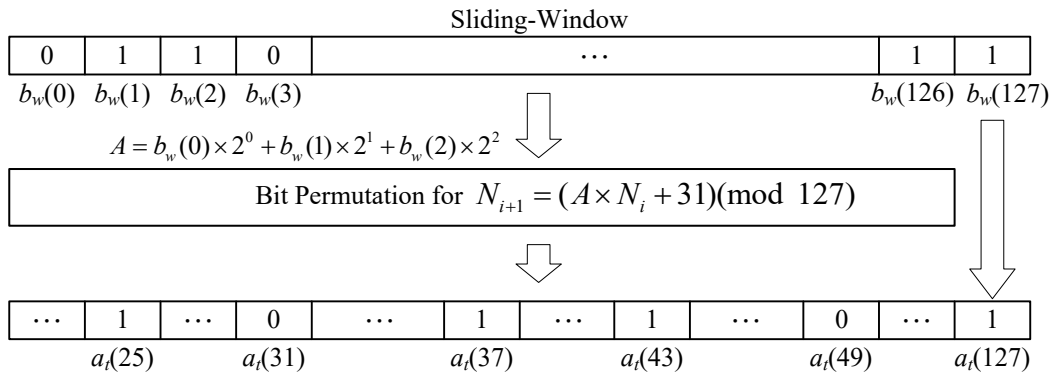 Sliding-Window
0 1 1 0 ⋯ 1 1
b_w(0) b_w(1) b_w(2) b_w(3) b_w(126) b_w(127)
A = b_w(0) × 2^0 + b_w(1) × 2^1 + b_w(2) × 2^2
Bit Permutation for N_{i+1} = (A × N_i + 31)(mod 127)
⋯ 1 ⋯ 0 ⋯ 1 ⋯ 1 ⋯ 0 ⋯ 1
a_t(25) a_t(31) a_t(37) a_t(43) a_t(49) a_t(127)